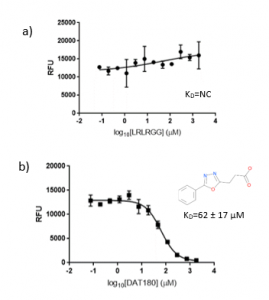 a)
25000
20000
15000
10000
5000
0
RFU
-2 -1 0 1 2 3 4
K_D=NC
log₁₀[LRLRGG] (μM)
b)
20000
15000
10000
5000
0
RFU
-2 -1 0 1 2 3 4
N N
O
O
O
K_D=62 ± 17 μM
log₁₀[DAT180] (μM)